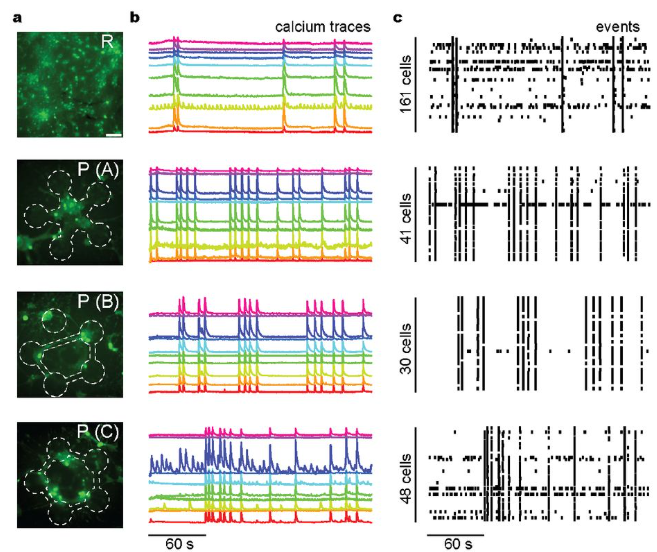 a
b
c
calcium traces
events
R
161 cells
P (A)
41 cells
P (B)
30 cells
P (C)
48 cells
60 s
60 s